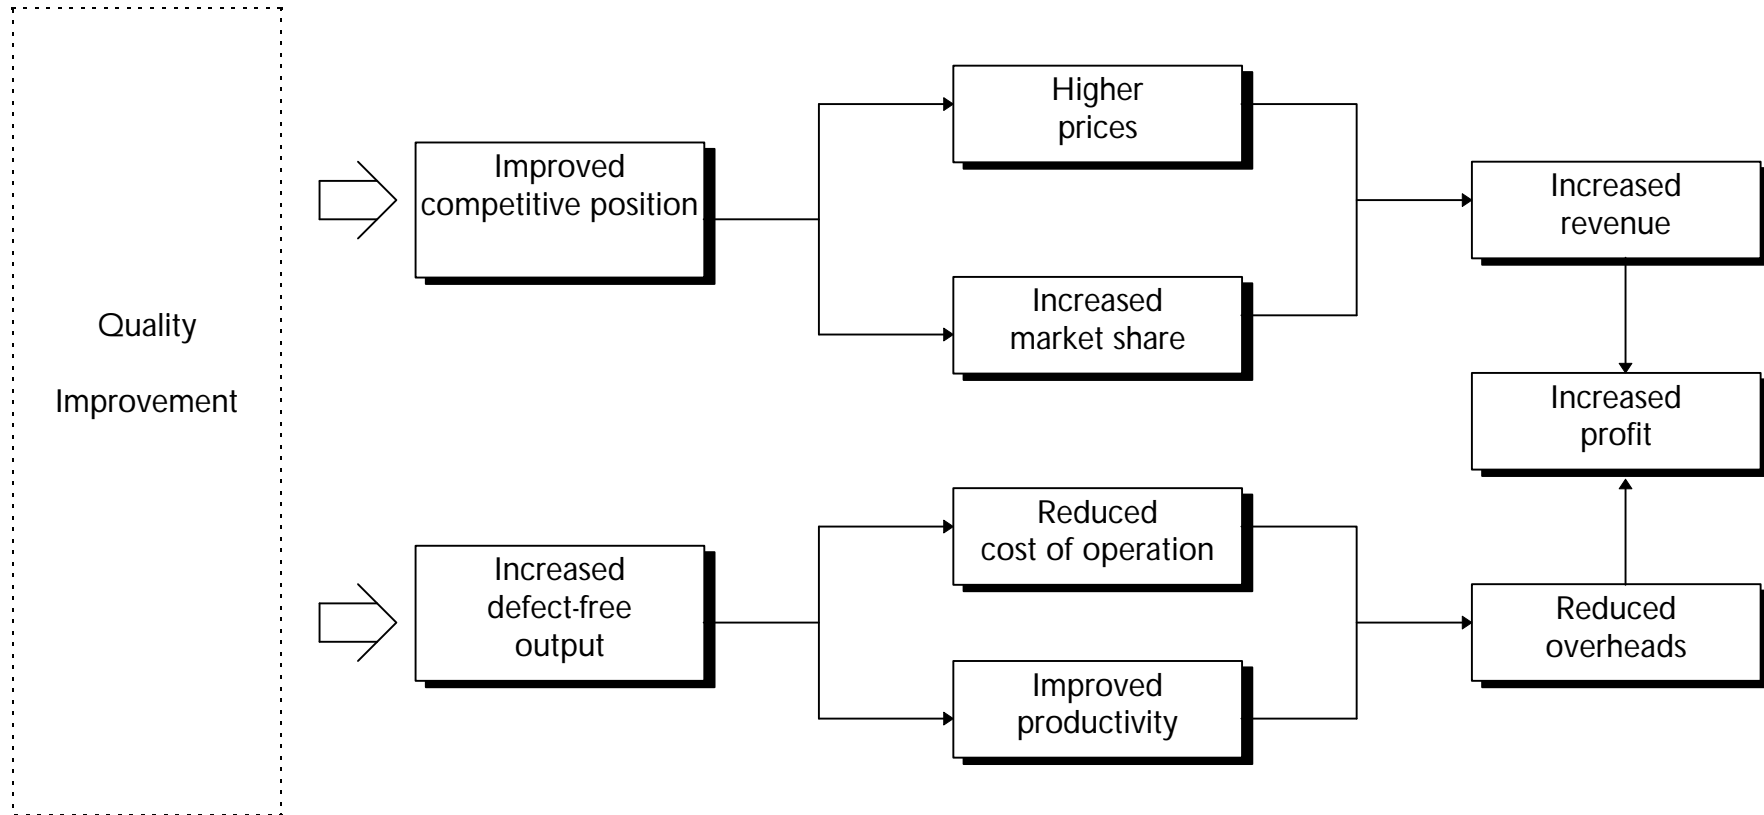 Quality
Improvement
Improved
competitive position
Higher
prices
Increased
market share
Increased
revenue
Increased
profit
Increased
defect-free
output
Reduced
cost of operation
Improved
productivity
Reduced
overheads